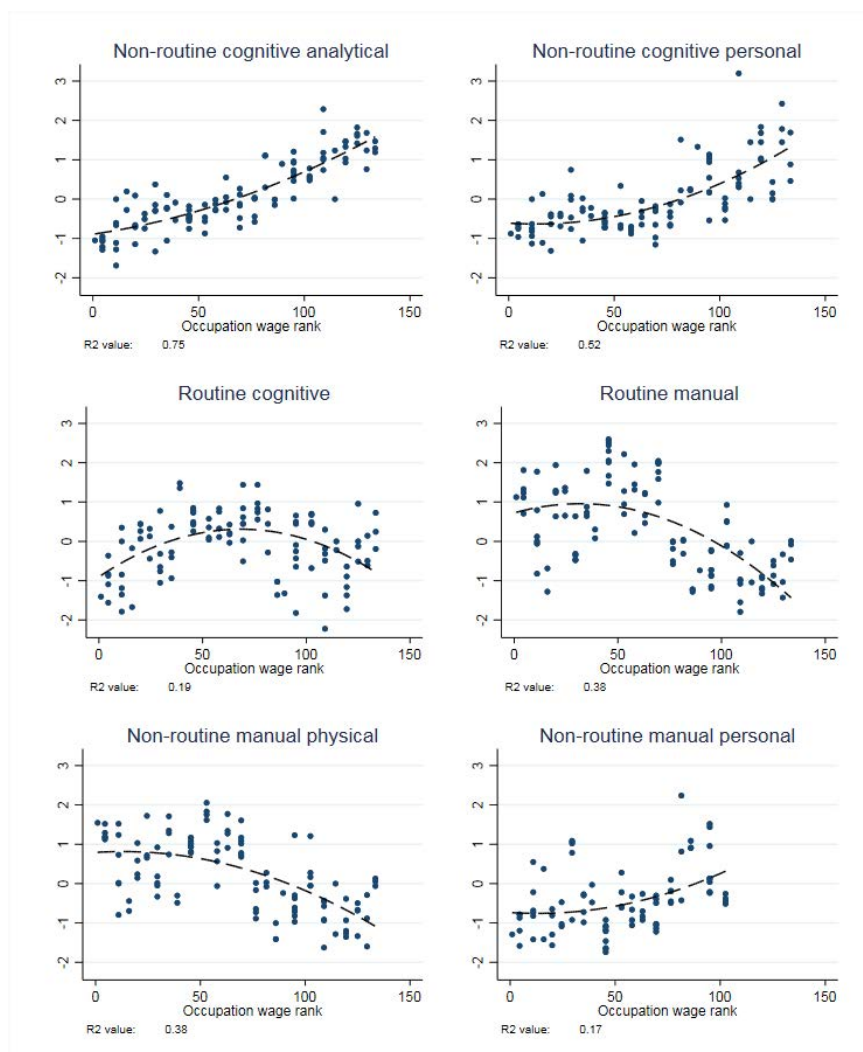 Non-routine cognitive analytical
3
2
1
0
-1
-2
0 50 100 150
Occupation wage rank
R2 value: 0.75
Non-routine cognitive personal
3
2
1
0
-1
-2
0 50 100 150
Occupation wage rank
R2 value: 0.52
Routine cognitive
3
2
1
0
-1
-2
0 50 100 150
Occupation wage rank
R2 value: 0.19
Routine manual
3
2
1
0
-1
-2
0 50 100 150
Occupation wage rank
R2 value: 0.38
Non-routine manual physical
3
2
1
0
-1
-2
0 50 100 150
Occupation wage rank
R2 value: 0.38
Non-routine manual personal
3
2
1
0
-1
-2
0 50 100 150
Occupation wage rank
R2 value: 0.17